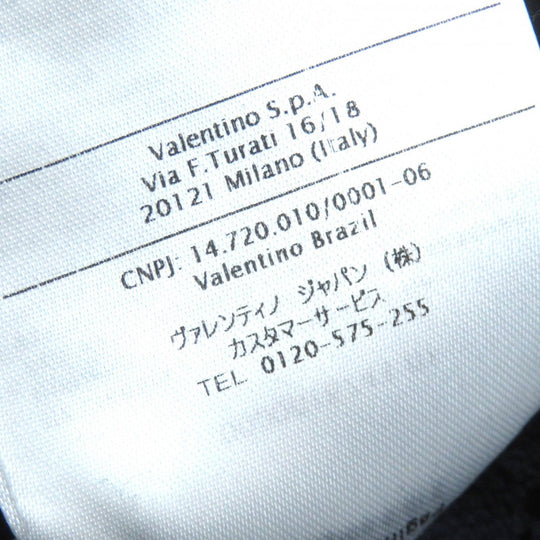 Valentino S.p.A.
Via F.Turati 16/18
20121 Milano (Italy)
CNPJ: 14.720.010/0001-06
Valentino Brazil
ヴァレンティノ ジャパン (株)
カスタマーサービス
TEL 0120-575-255